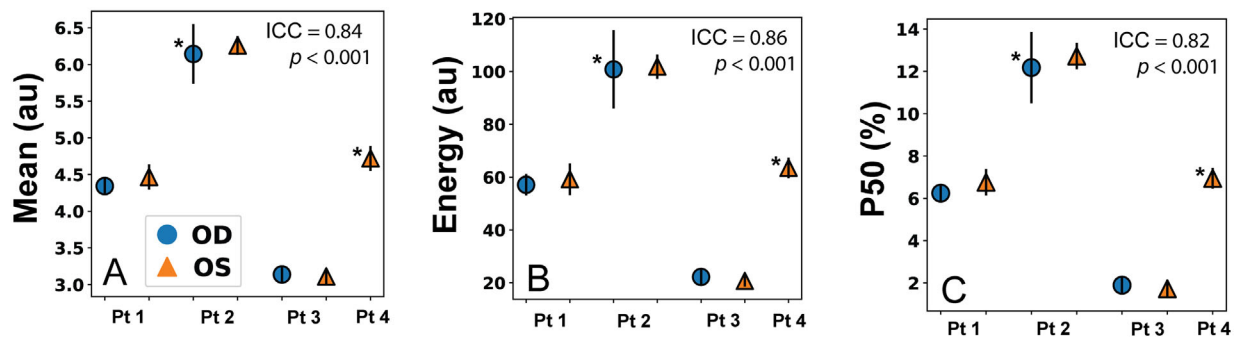 Mean (au)
6.5
6.0
5.5
5.0
4.5
4.0
3.5
3.0
*
*
ICC = 0.84
p < 0.001
OD
OS
A
Pt 1 Pt 2 Pt 3 Pt 4
Energy (au)
120
100
80
60
40
20
*
*
ICC = 0.86
p < 0.001
B
Pt 1 Pt 2 Pt 3 Pt 4
P50 (%)
14
12
10
8
6
4
2
*
*
ICC = 0.82
p < 0.001
C
Pt 1 Pt 2 Pt 3 Pt 4